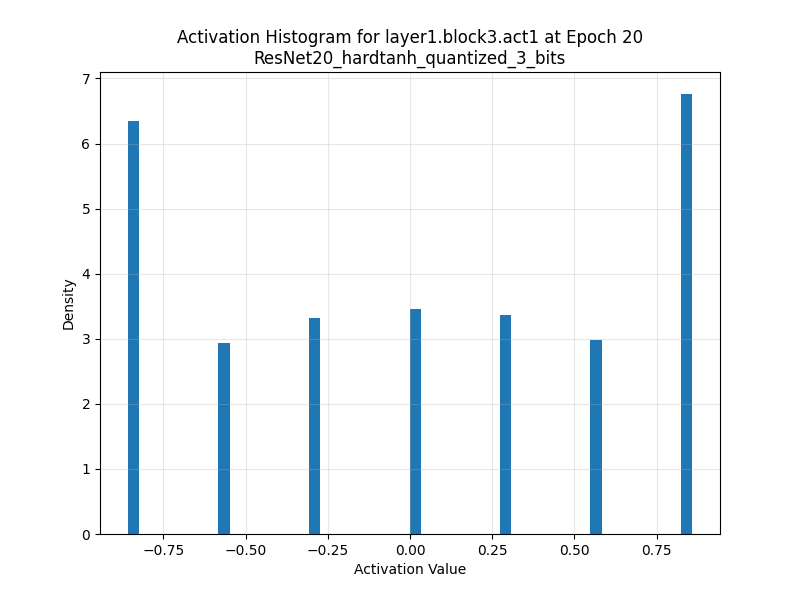 Activation Histogram for layer1.block3.act1 at Epoch 20
ResNet20_hardtanh_quantized_3_bits
7
6
5
4
3
2
1
0
Density
−0.75 −0.50 −0.25 0.00 0.25 0.50 0.75
Activation Value